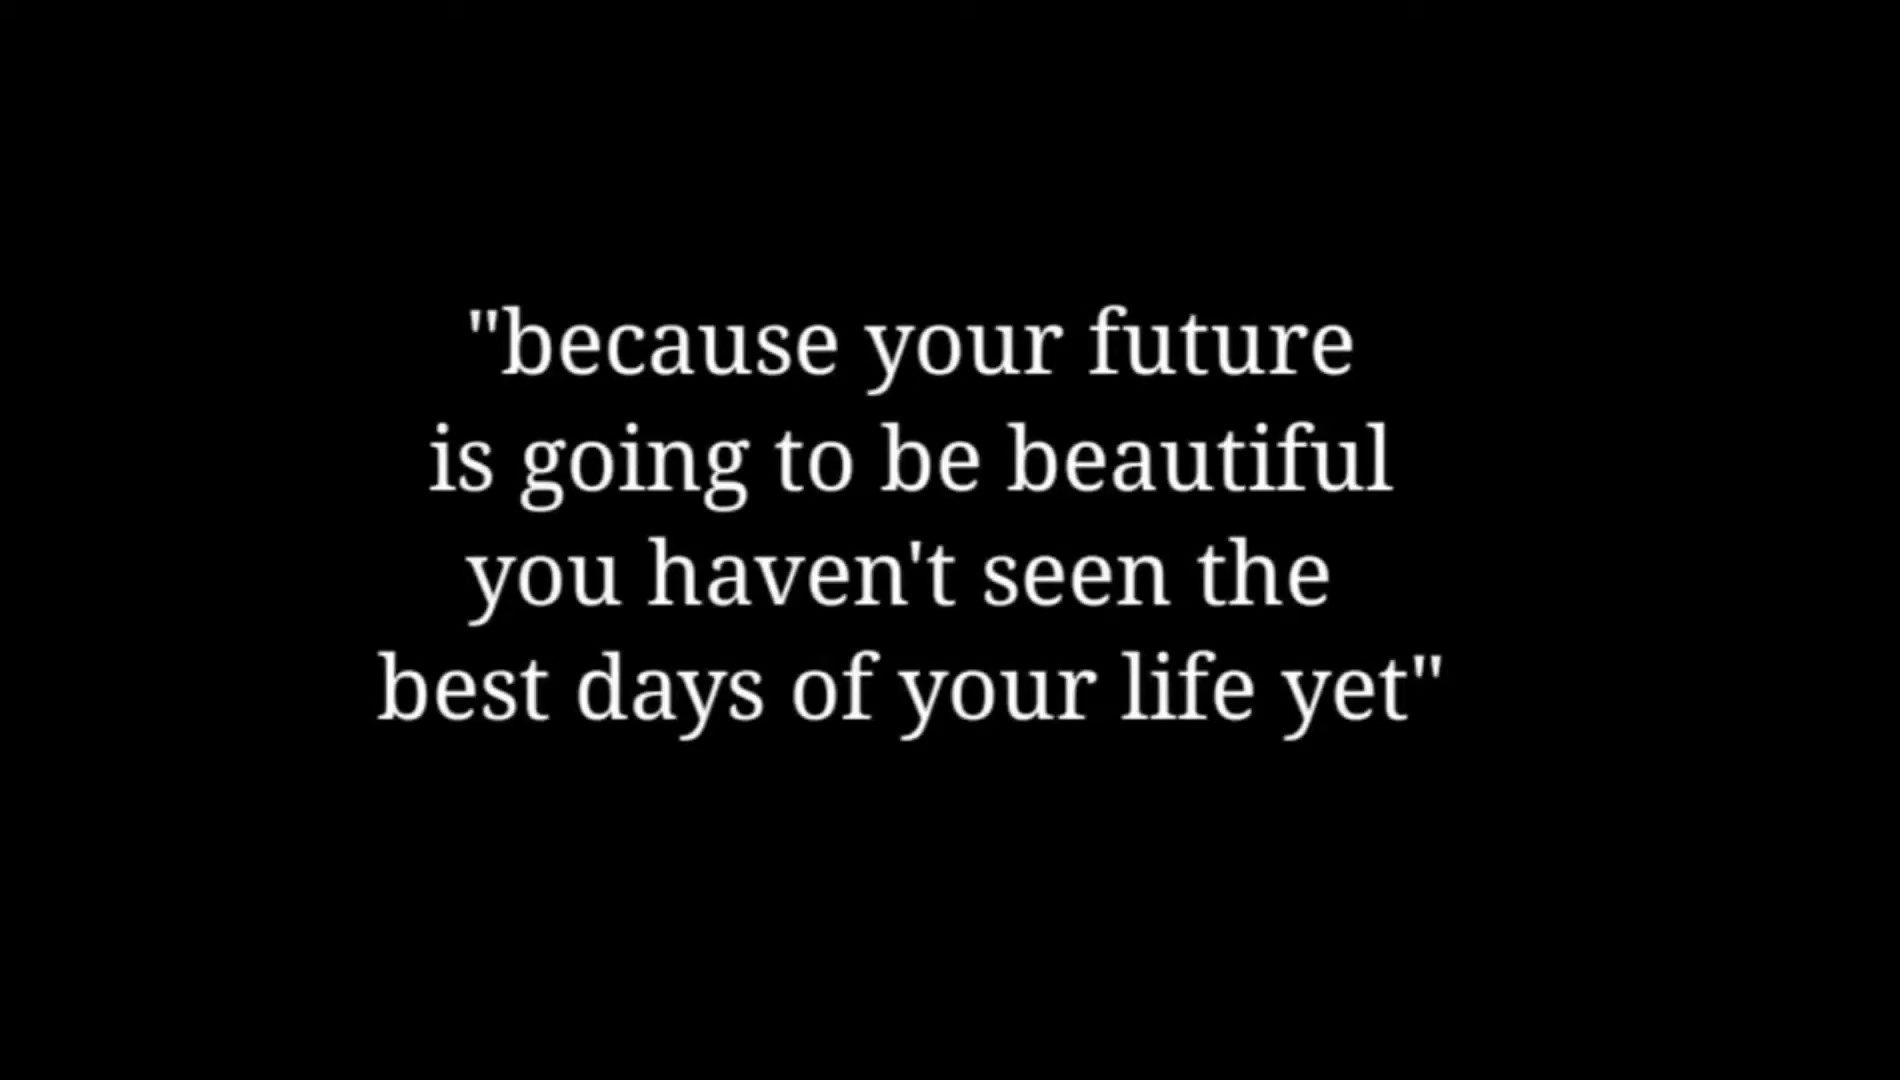 "because your future
is going to be beautiful
you haven't seen the
best days of your life yet"